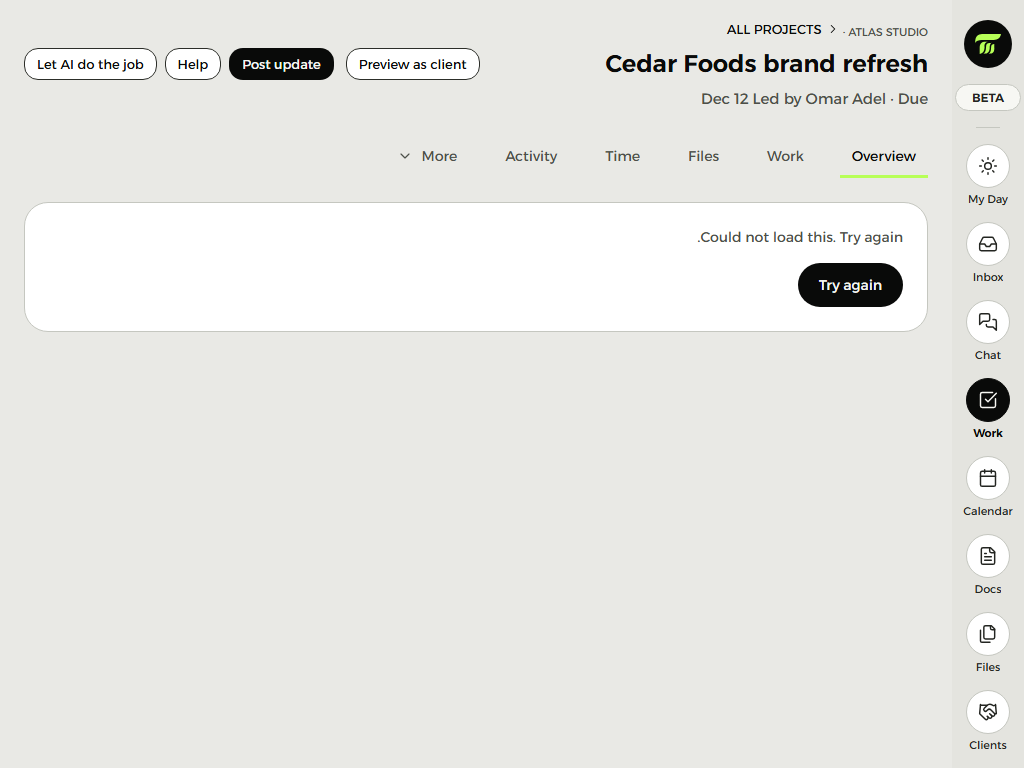 ALL PROJECTS
· ATLAS STUDIO
Cedar Foods brand refresh
Dec 12 Led by Omar Adel · Due
Let AI do the job
Help
Post update
Preview as client
More
Activity
Time
Files
Work
Overview
.Could not load this. Try again
Try again
BETA
My Day
Inbox
Chat
Work
Calendar
Docs
Files
Clients